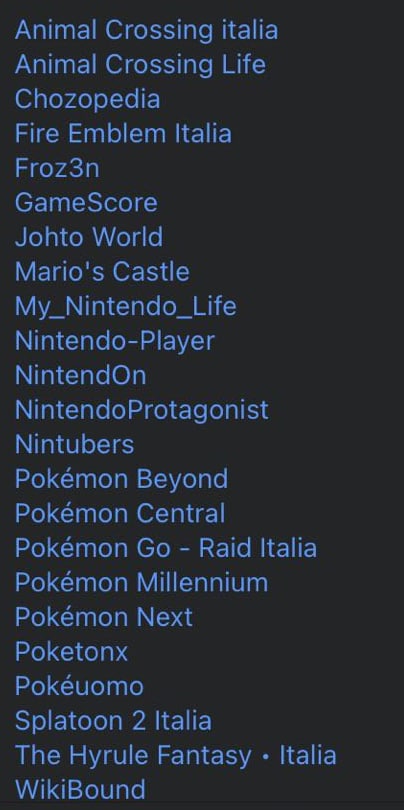 Animal Crossing italia
Animal Crossing Life
Chozopedia
Fire Emblem Italia
Froz3n
GameScore
Johto World
Mario's Castle
My_Nintendo_Life
Nintendo-Player
NintendOn
NintendoProtagonist
Nintubers
Pokémon Beyond
Pokémon Central
Pokémon Go - Raid Italia
Pokémon Millennium
Pokémon Next
Poketonx
Pokéuomo
Splatoon 2 Italia
The Hyrule Fantasy • Italia
WikiBound